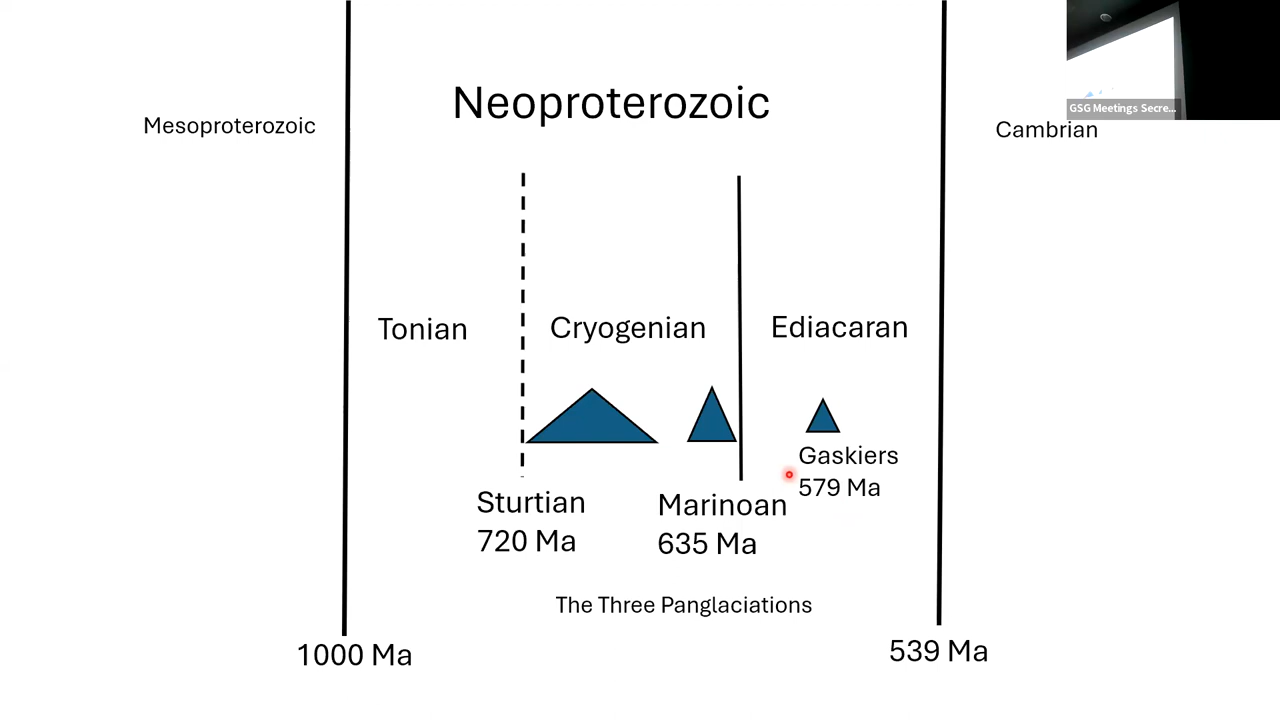 Neoproterozoic
Mesoproterozoic
GSG Meetings Secre...
Cambrian
Tonian
Cryogenian
Ediacaran
Gaskiers
579 Ma
Sturtian
720 Ma
Marinoan
635 Ma
The Three Panglaciations
1000 Ma
539 Ma